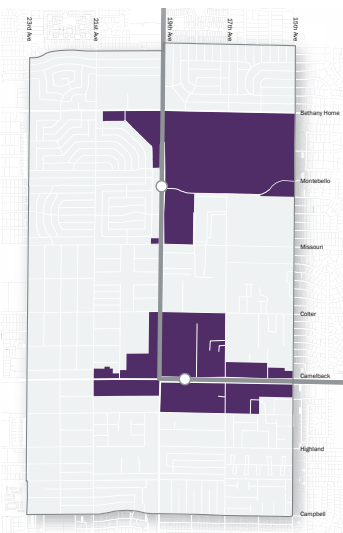 23rd Ave
21st Ave
19th Ave
17th Ave
15th Ave
Bethany Home
Montebello
Missouri
Colter
Camelback
Highland
Campbell